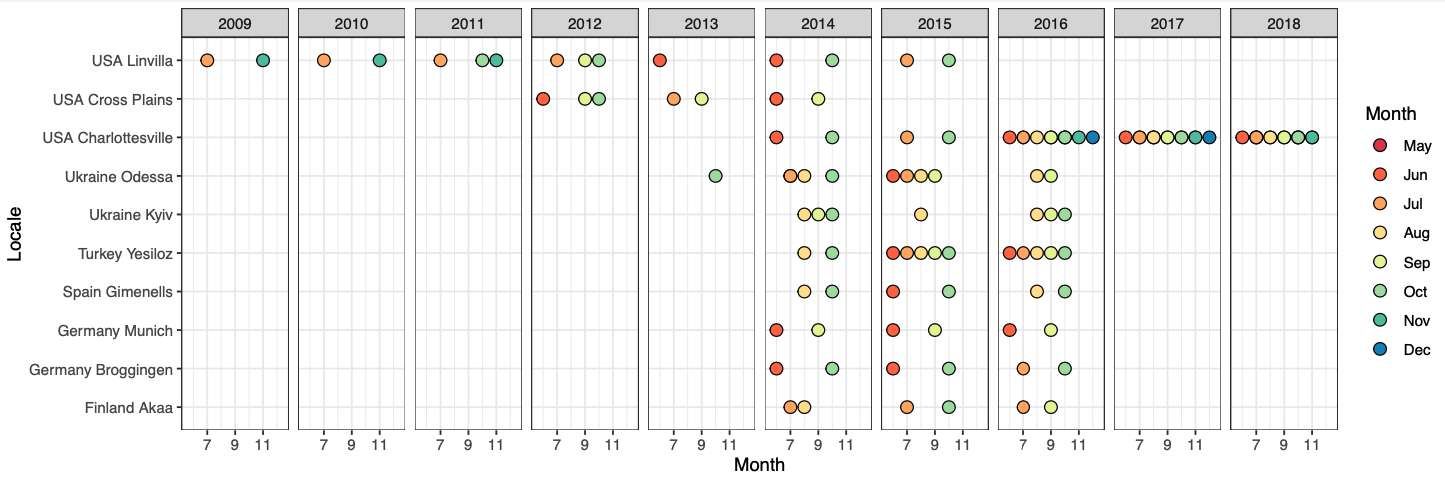 2009 2010 2011 2012 2013 2014 2015 2016 2017 2018
Locale
USA Linvilla
USA Cross Plains
USA Charlottesville
Ukraine Odessa
Ukraine Kyiv
Turkey Yesiloz
Spain Gimenells
Germany Munich
Germany Broggingen
Finland Akaa
7 9 11 7 9 11 7 9 11 7 9 11 7 9 11 7 9 11 7 9 11 7 9 11 7 9 11 7 9 11
Month
Month
May
Jun
Jul
Aug
Sep
Oct
Nov
Dec